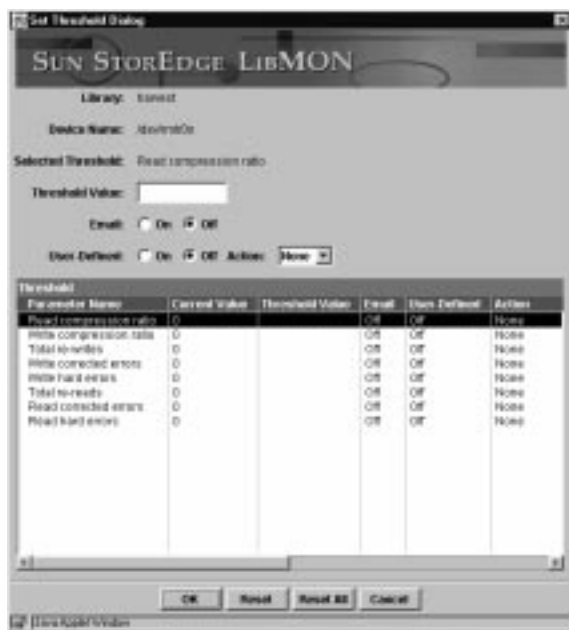 Set Threshold Dialog
SUN STOREDGE LIBMON
Library: harvest
Device Name: /dev/rmt/0n
Selected Threshold: Read compression ratio
Threshold Value:
Email: On Off
User-Defined: On Off Action: None
Threshold
Parameter Name Current Value Threshold Value Email User-Defined Action
Read compression ratio 0 Off Off None
Write compression ratio 0 Off Off None
Total re-writes 0 Off Off None
Write corrected errors 0 Off Off None
Write hard errors 0 Off Off None
Total re-reads 0 Off Off None
Read corrected errors 0 Off Off None
Read hard errors 0 Off Off None
OK Reset Reset All Cancel
Java Applet Window